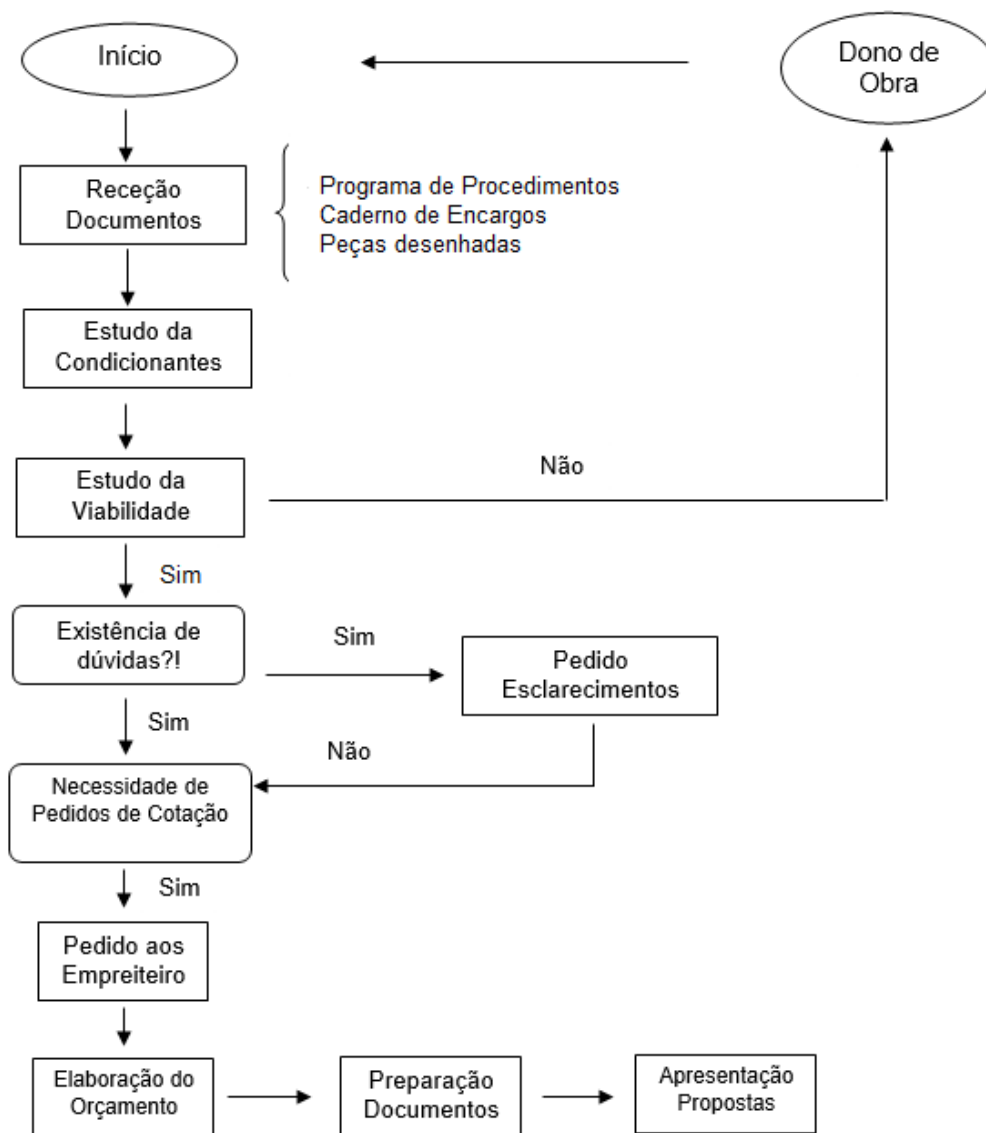 Início
Dono de
Obra
Receção
Documentos
Programa de Procedimentos
Caderno de Encargos
Peças desenhadas
Estudo da
Condicionantes
Estudo da
Viabilidade
Não
Sim
Existência de
dúvidas?!
Sim
Pedido
Esclarecimentos
Sim
Não
Necessidade de
Pedidos de Cotação
Sim
Pedido aos
Empreiteiro
Elaboração do
Orçamento
Preparação
Documentos
Apresentação
Propostas